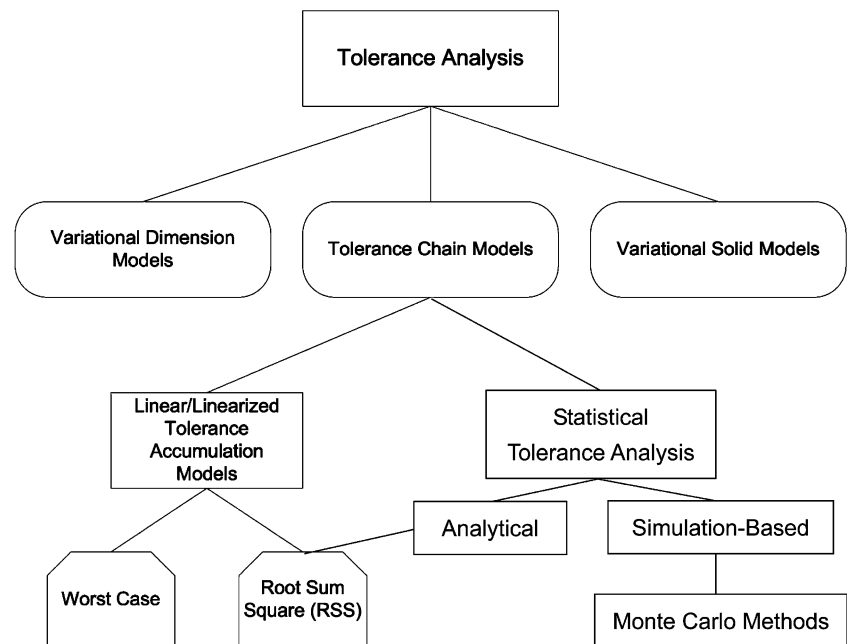 Tolerance Analysis
Variational Dimension
Models
Tolerance Chain Models
Variational Solid Models
Linear/Linearized
Tolerance
Accumulation
Models
Statistical
Tolerance Analysis
Analytical
Simulation-Based
Worst Case
Root Sum
Square (RSS)
Monte Carlo Methods